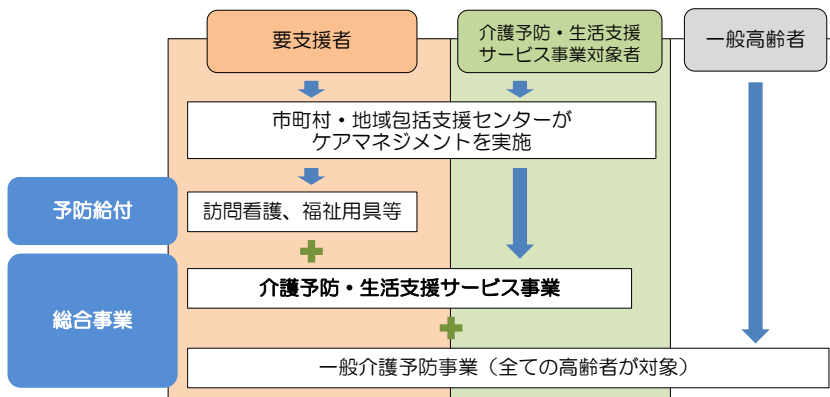 要支援者
介護予防・生活支援
サービス事業対象者
一般高齢者
市町村・地域包括支援センターが
ケアマネジメントを実施
予防給付
訪問看護、福祉用具等
総合事業
介護予防・生活支援サービス事業
一般介護予防事業（全ての高齢者が対象）